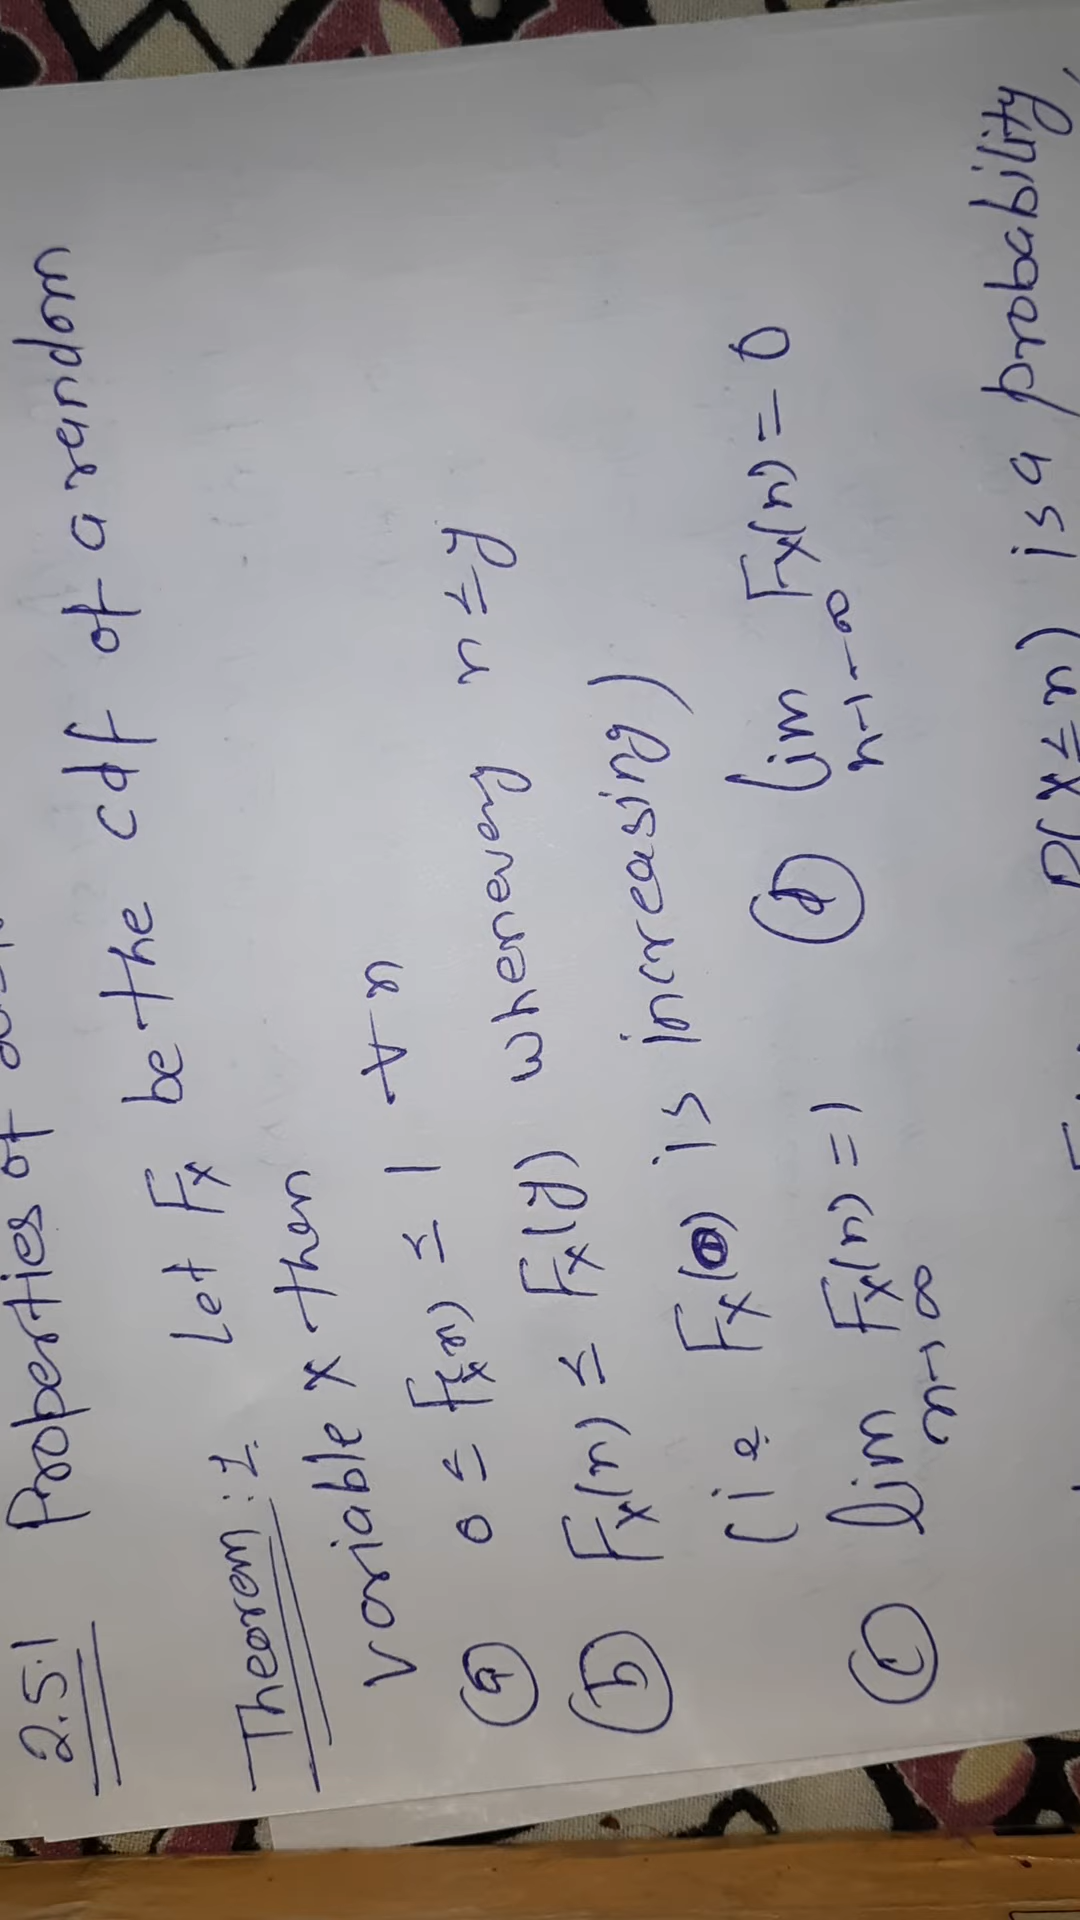 2.5.1 Properties of
Theorem :1. Let Fx be the cdf of a random
variable x then
(a) 0 ≤ Fx(x) ≤ 1 ∀ x
(b) Fx(x) ≤ Fx(y) whenever x ≤ y
(i.e. Fx(•) is increasing)
(c) lim x→∞ Fx(x) = 1 (d) lim x→-∞ Fx(x) = 0
P(X ≤ x) is a probability,